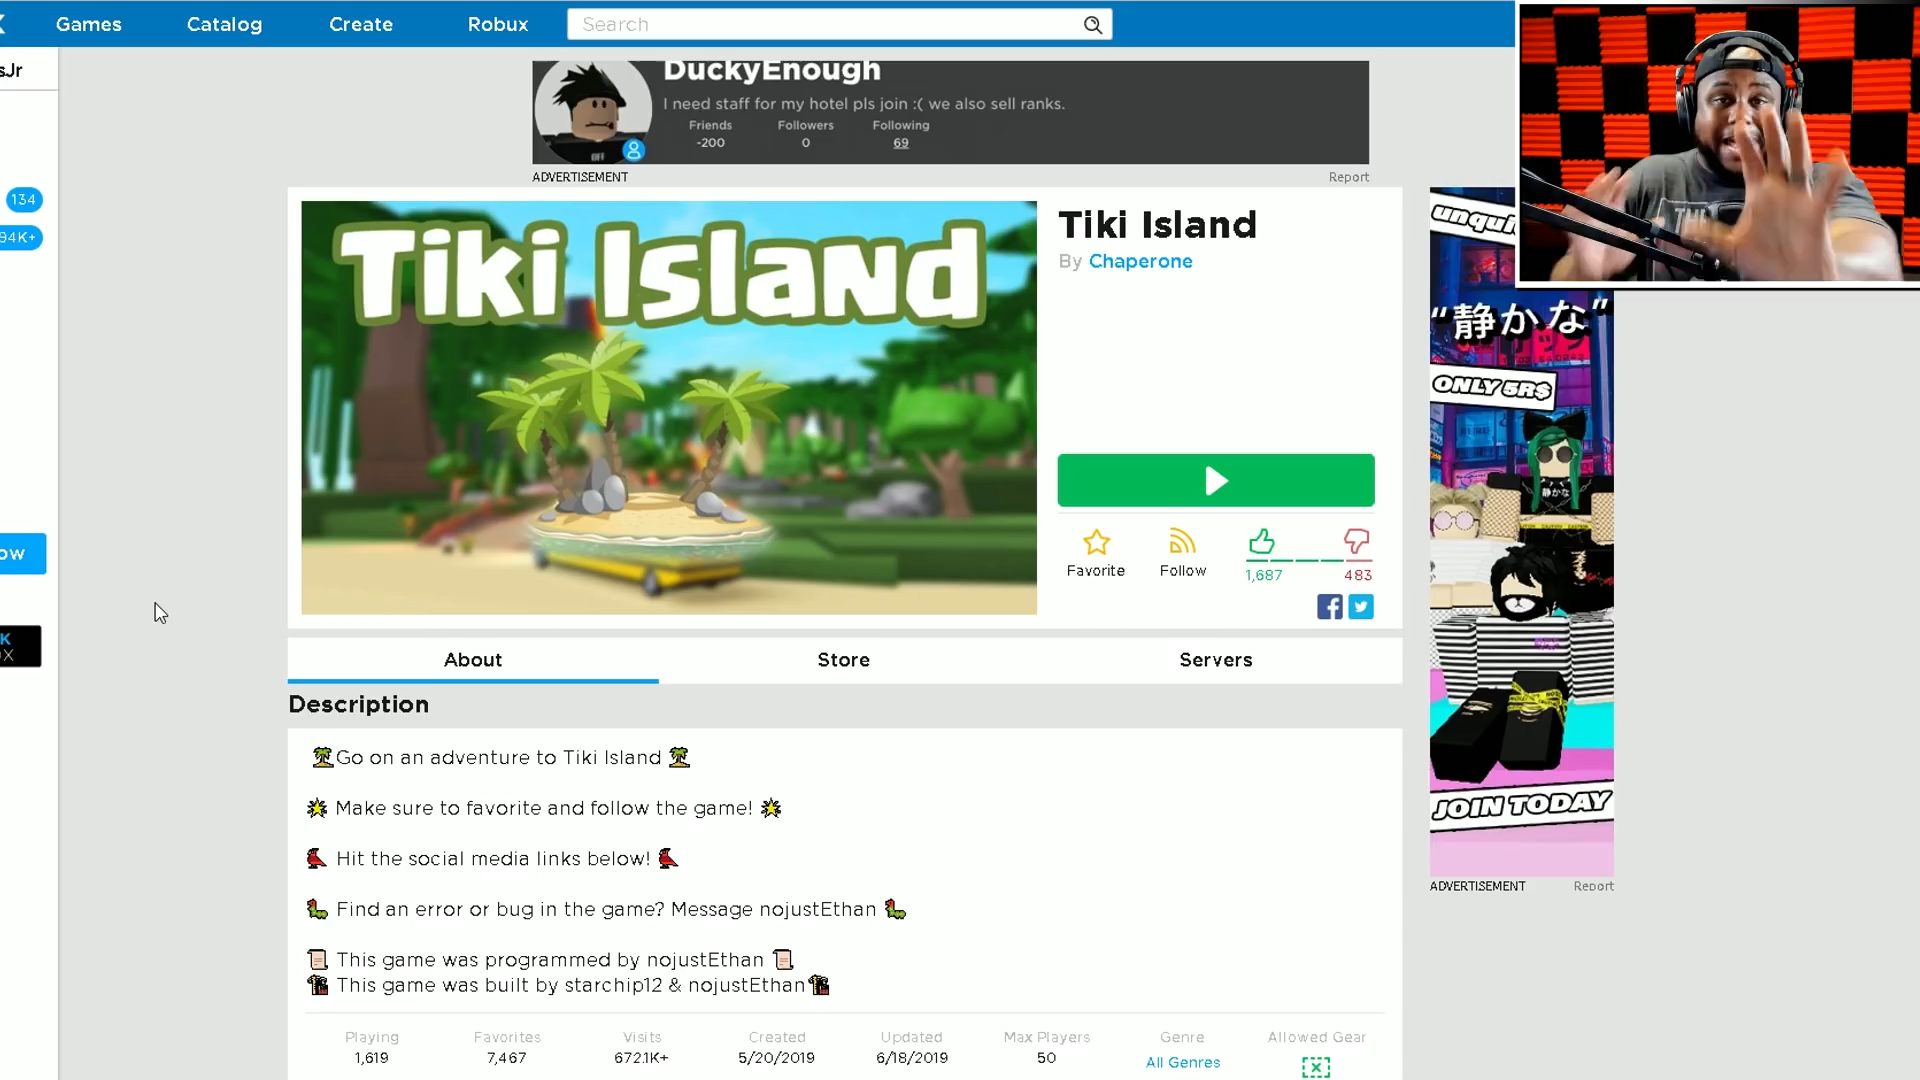 Games Catalog Create Robux Search
sJr
134
94K+
ow
K
OX
DuckyEnough
I need staff for my hotel pls join :( we also sell ranks.
Friends Followers Following
-200 0 69
OFF
ADVERTISEMENT Report
Tiki Island
Tiki Island
By Chaperone
Favorite Follow 1,687 483
About Store Servers
Description
Go on an adventure to Tiki Island
Make sure to favorite and follow the game!
Hit the social media links below!
Find an error or bug in the game? Message nojustEthan
This game was programmed by nojustEthan
This game was built by starchip12 & nojustEthan
Playing Favorites Visits Created Updated Max Players Genre Allowed Gear
1,619 7,467 672.1K+ 5/20/2019 6/18/2019 50 All Genres
"静かな"
ONLY 5R$
静かな
JOIN TODAY
ADVERTISEMENT Report